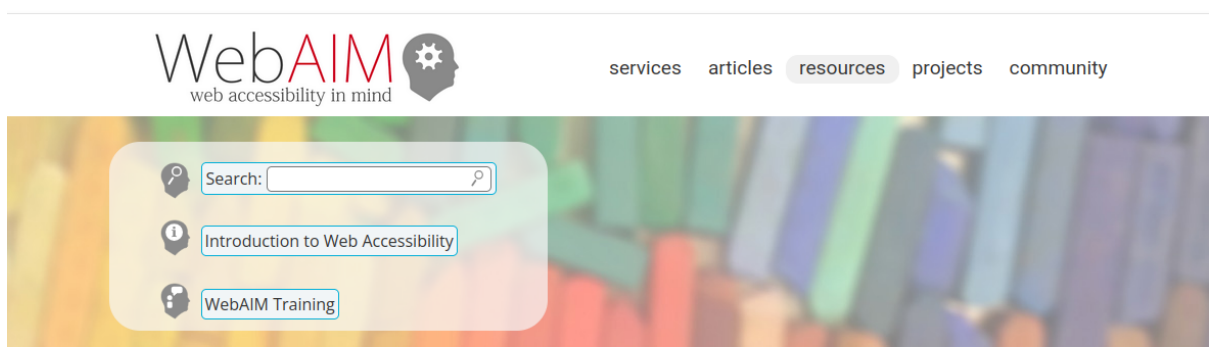 WebAIM
web accessibility in mind
services articles resources projects community
Search:
Introduction to Web Accessibility
WebAIM Training